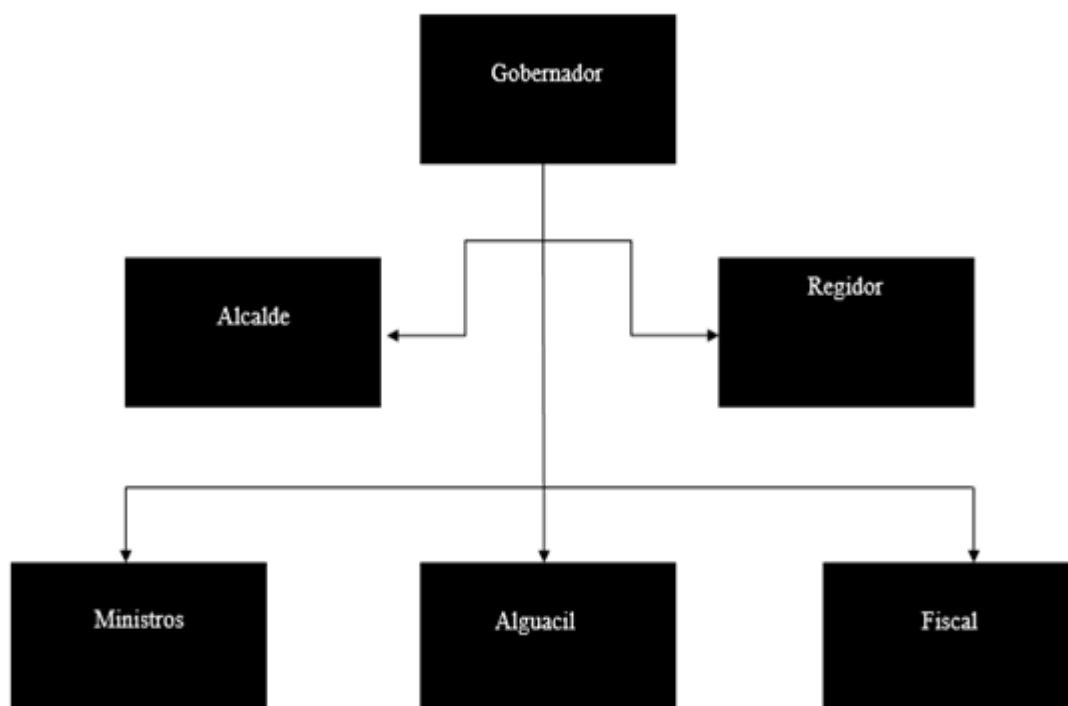 Gobernador
Alcalde
Regidor
Ministros
Alguacil
Fiscal